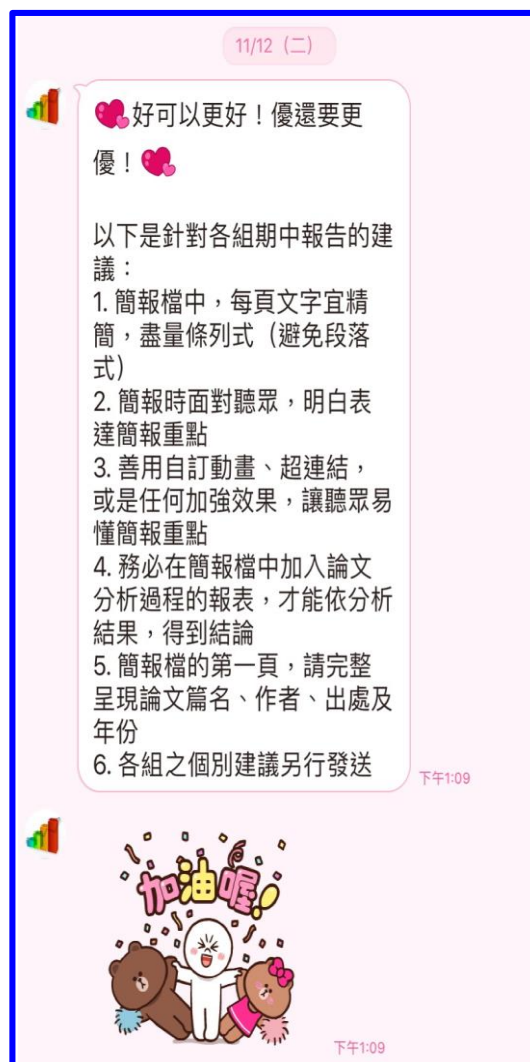 11/12（二）
好可以更好！優還要更
優！
以下是針對各組期中報告的建
議：
1. 簡報檔中，每頁文字宜精
簡，盡量條列式（避免段落
式）
2. 簡報時面對聽眾，明白表
達簡報重點
3. 善用自訂動畫、超連結，
或是任何加強效果，讓聽眾易
懂簡報重點
4. 務必在簡報檔中加入論文
分析過程的報表，才能依分析
結果，得到結論
5. 簡報檔的第一頁，請完整
呈現論文篇名、作者、出處及
年份
6. 各組之個別建議另行發送
下午1:09
加油喔!
下午1:09